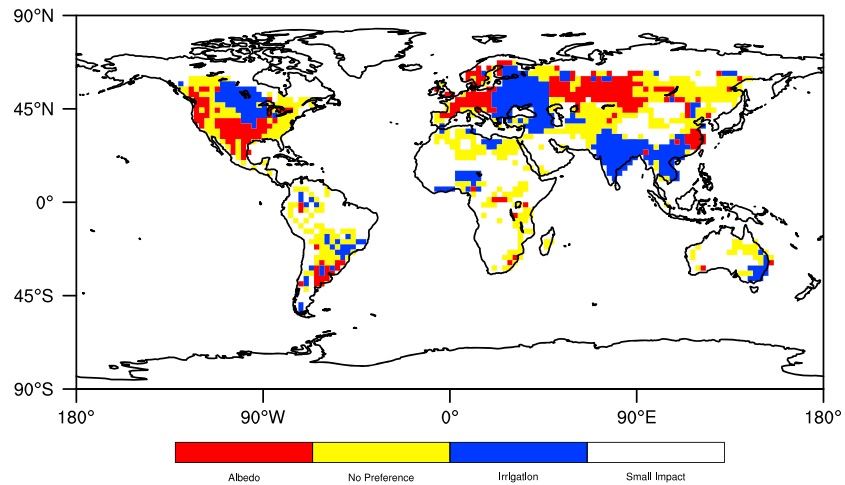 90°N
45°N
0°
45°S
90°S
180°
90°W
0°
90°E
180°
Albedo
No Preference
Irrigation
Small Impact